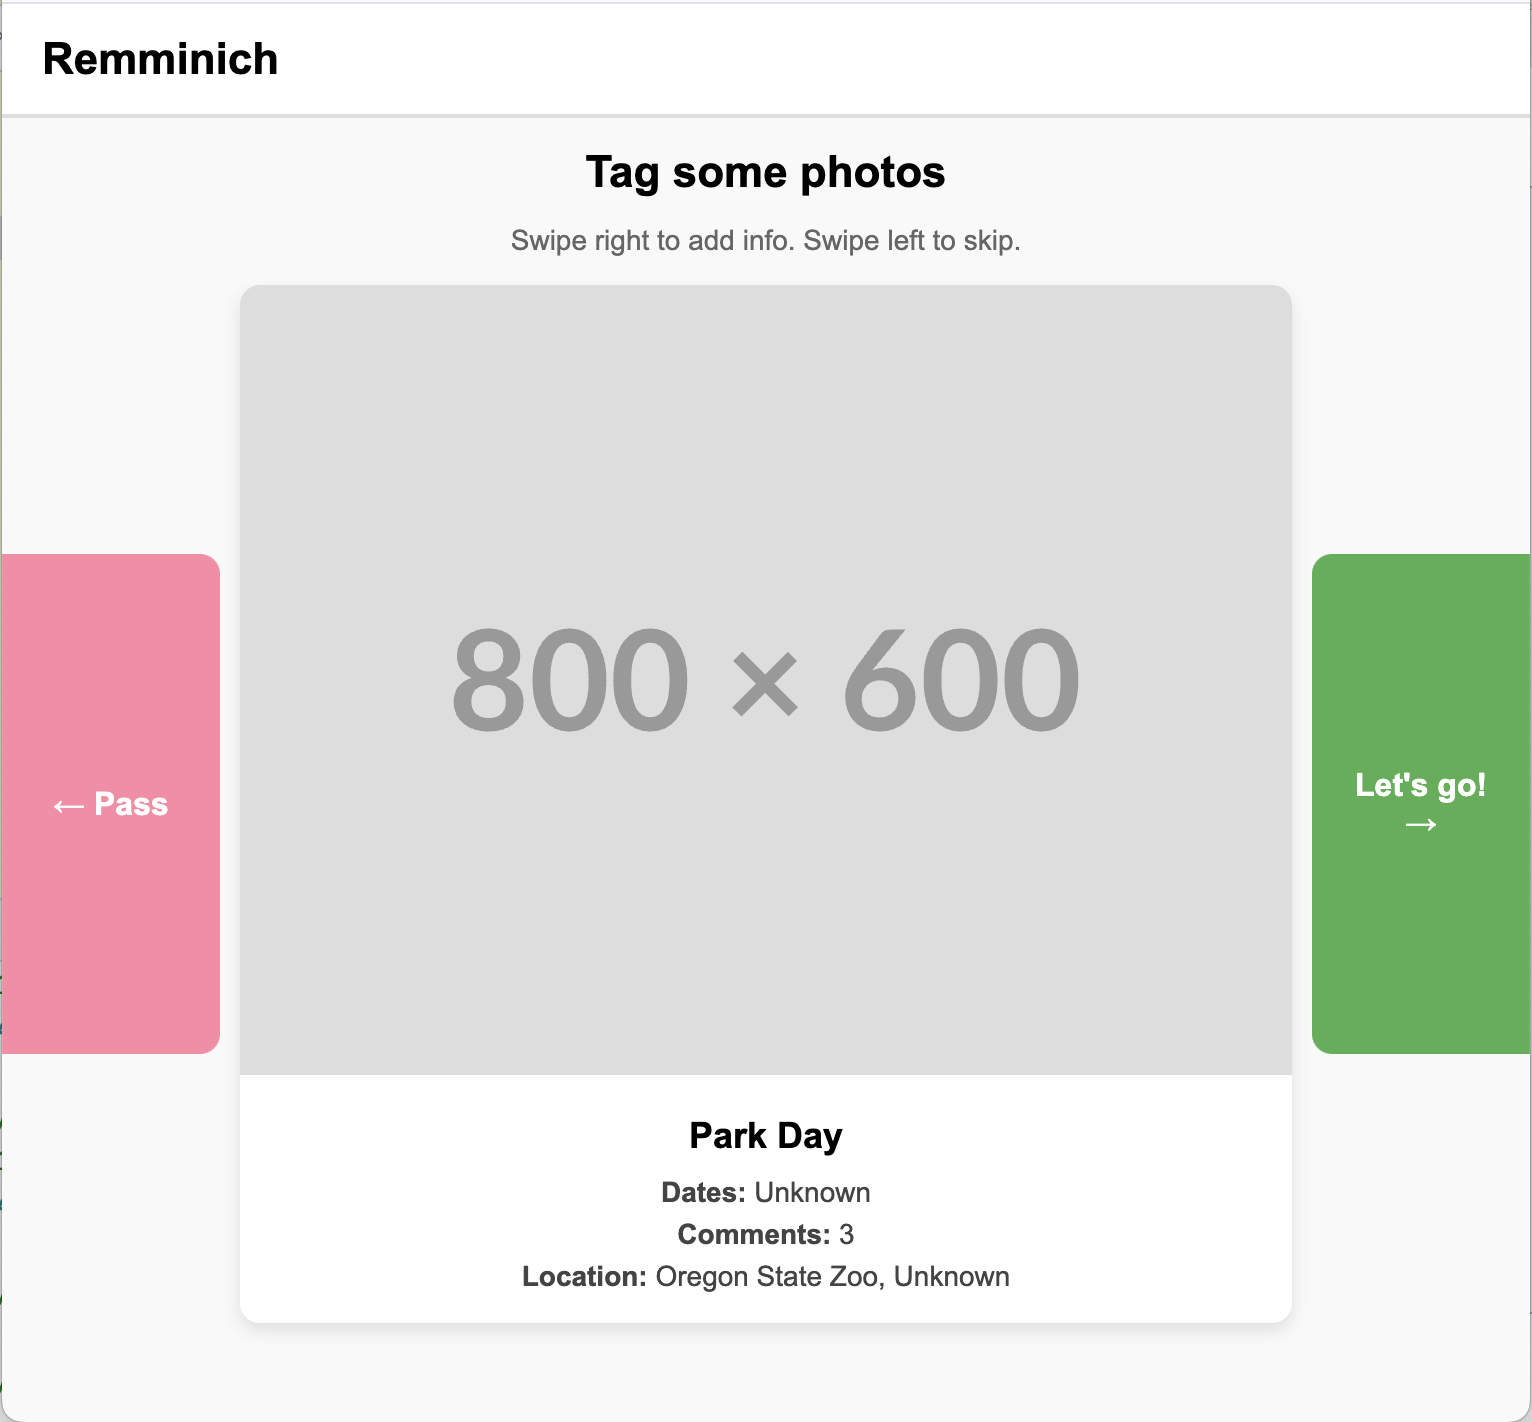 Remminich
Tag some photos
Swipe right to add info. Swipe left to skip.
800 × 600
← Pass
Let's go!
→
Park Day
Dates: Unknown
Comments: 3
Location: Oregon State Zoo, Unknown